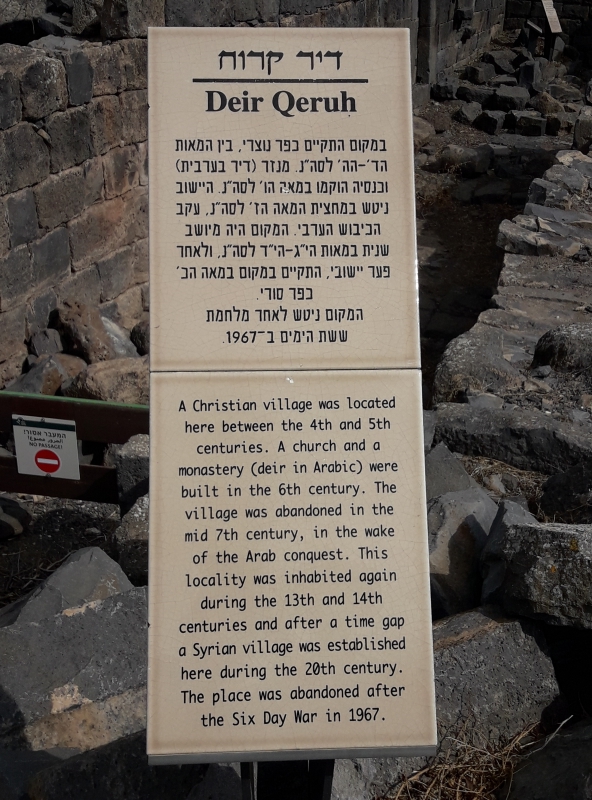 דיר קרוח
Deir Qeruh
במקום התקיים כפר נוצרי, בין המאות
הד׳-הה׳ לסה״נ. מנזר (דיר בערבית)
וכנסיה הוקמו במאה הו׳ לסה״נ. היישוב
ניטש במחצית המאה הז׳ לסה״נ, עקב
הכיבוש הערבי. המקום היה מיושב
שנית במאות הי״ג-הי״ד לסה״נ, ולאחר
פער יישובי, התקיים במקום במאה הכ׳
כפר סורי.
המקום ניטש לאחר מלחמת
ששת הימים ב-1967.
A Christian village was located
here between the 4th and 5th
centuries. A church and a
monastery (deir in Arabic) were
built in the 6th century. The
village was abandoned in the
mid 7th century, in the wake
of the Arab conquest. This
locality was inhabited again
during the 13th and 14th
centuries and after a time gap
a Syrian village was established
here during the 20th century.
The place was abandoned after
the Six Day War in 1967.
המעבר אסור!
NO PASSAGE!